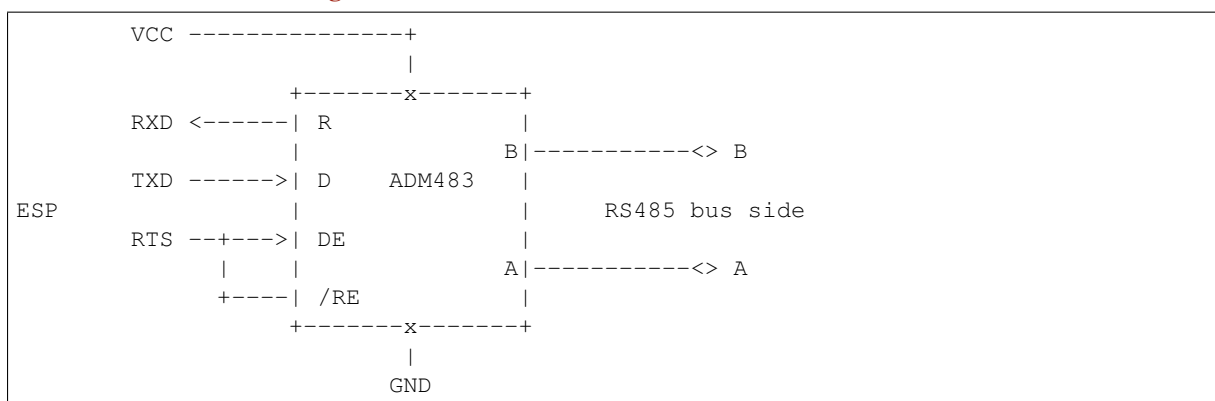 VCC ---------------+
|
+-------x-------+
RXD <------| R |
| B|-----------<> B
TXD ------>| D ADM483 |
ESP | | RS485 bus side
RTS --+--->| DE |
| | A|-----------<> A
+----| /RE |
+-------x-------+
|
GND